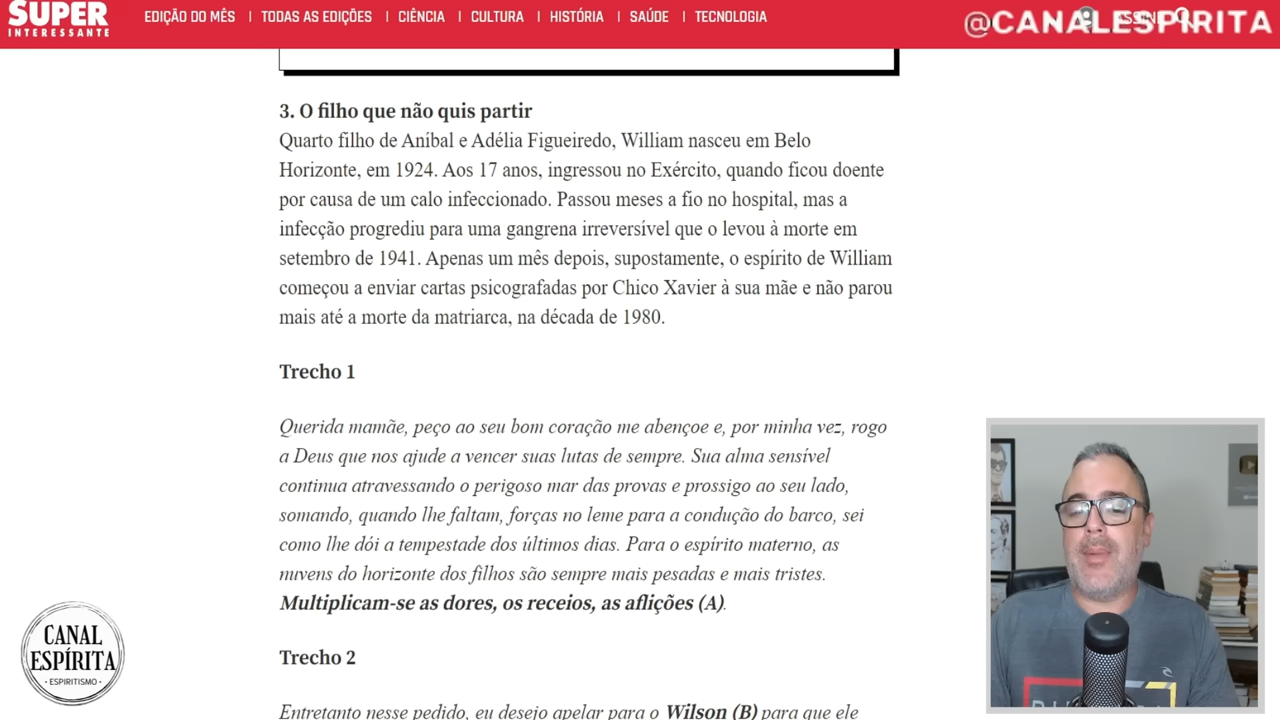 SUPER
INTERESSANTE
EDIÇÃO DO MÊS | TODAS AS EDIÇÕES | CIÊNCIA | CULTURA | HISTÓRIA | SAÚDE | TECNOLOGIA
@CANALESPÍRITA
3. O filho que não quis partir
Quarto filho de Aníbal e Adélia Figueiredo, William nasceu em Belo
Horizonte, em 1924. Aos 17 anos, ingressou no Exército, quando ficou doente
por causa de um calo infeccionado. Passou meses a fio no hospital, mas a
infecção progrediu para uma gangrena irreversível que o levou à morte em
setembro de 1941. Apenas um mês depois, supostamente, o espírito de William
começou a enviar cartas psicografadas por Chico Xavier à sua mãe e não parou
mais até a morte da matriarca, na década de 1980.
Trecho 1
Querida mamãe, peço ao seu bom coração me abençoe e, por minha vez, rogo
a Deus que nos ajude a vencer suas lutas de sempre. Sua alma sensível
continua atravessando o perigoso mar das provas e prossigo ao seu lado,
somando, quando lhe faltam, forças no leme para a condução do barco, sei
como lhe dói a tempestade dos últimos dias. Para o espírito materno, as
nuvens do horizonte dos filhos são sempre mais pesadas e mais tristes.
Multiplicam-se as dores, os receios, as aflições (A).
Trecho 2
Entretanto nesse pedido, eu desejo apelar para o Wilson (B) para que ele
CANAL
ESPÍRITA
• ESPIRITISMO •